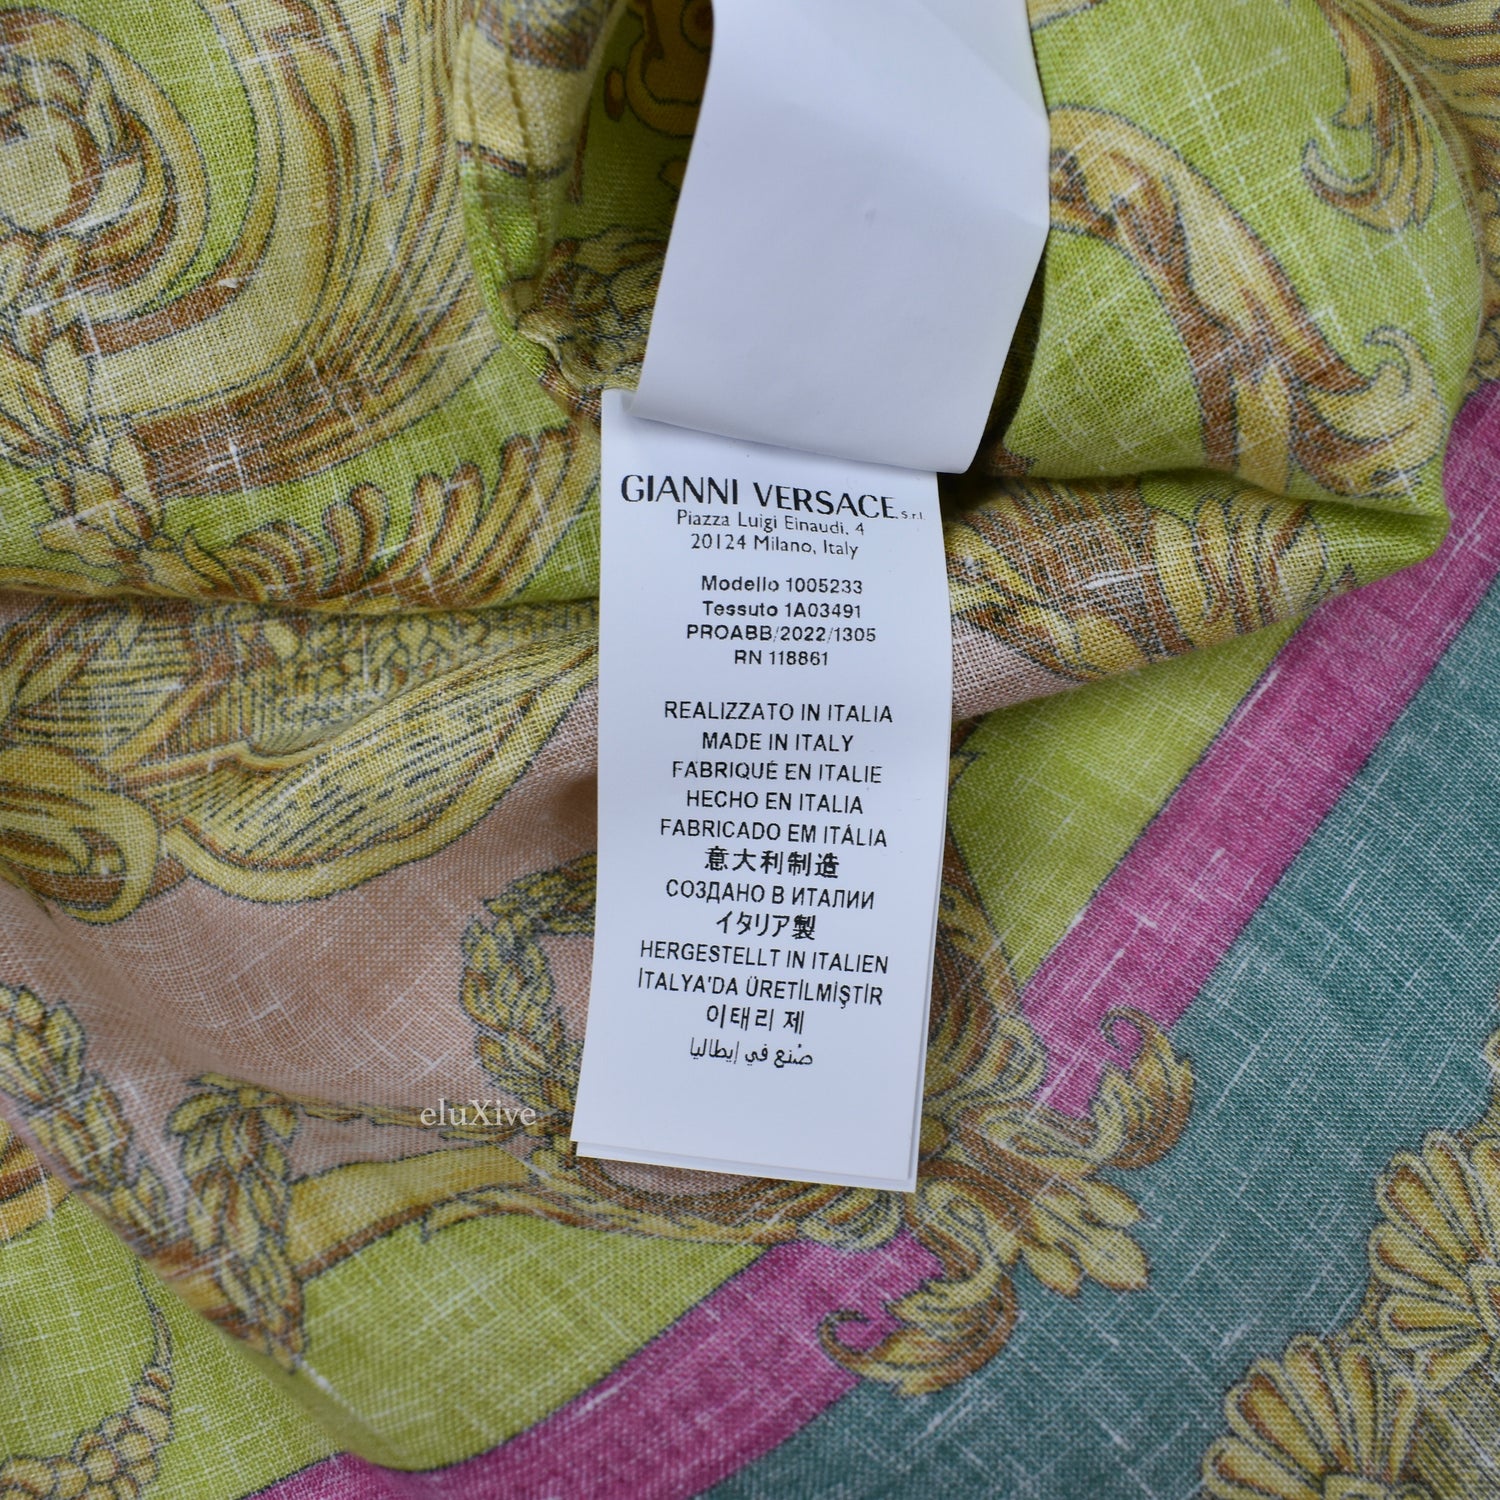 GIANNI VERSACE s.r.l.
Piazza Luigi Einaudi, 4
20124 Milano, Italy
Modello 1005233
Tessuto 1A03491
PROABB/2022/1305
RN 118861
REALIZZATO IN ITALIA
MADE IN ITALY
FABRIQUÉ EN ITALIE
HECHO EN ITALIA
FABRICADO EM ITÁLIA
意大利制造
СОЗДАНО В ИТАЛИИ
イタリア製
HERGESTELLT IN ITALIEN
İTALYA'DA ÜRETİLMİŞTİR
이태리 제
صُنع في إيطاليا
eluXive